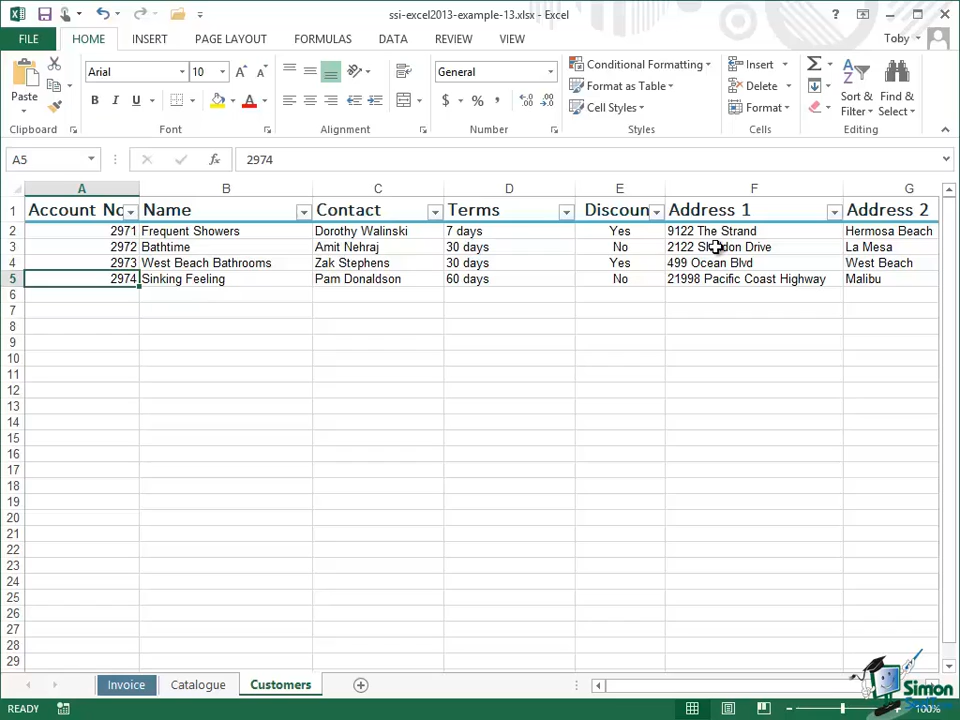 ssi-excel2013-example-13.xlsx - Excel
FILE HOME INSERT PAGE LAYOUT FORMULAS DATA REVIEW VIEW Toby
Arial 10 General Conditional Formatting Insert
Paste B I U $ % Format as Table Delete Sort & Filter Find & Select
Cell Styles Format
Clipboard Font Alignment Number Styles Cells Editing
A5 fx 2974
A B C D E F G
1 Account No Name Contact Terms Discoun Address 1 Address 2
2 2971 Frequent Showers Dorothy Walinski 7 days Yes 9122 The Strand Hermosa Beach
3 2972 Bathtime Amit Nehraj 30 days No 2122 Drive La Mesa
4 2973 West Beach Bathrooms Zak Stephens 30 days Yes 499 Ocean Blvd West Beach
5 2974 Sinking Feeling Pam Donaldson 60 days No 21998 Pacific Coast Highway Malibu
6
7
8
9
10
11
12
13
14
15
16
17
18
19
20
21
22
23
24
25
26
27
28
29
Invoice Catalogue Customers
Simon
READY 100%